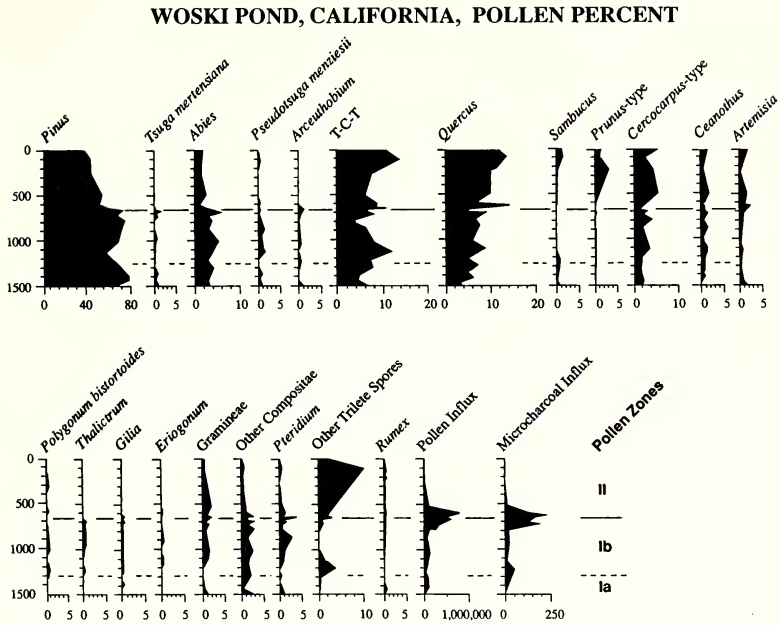 WOSKI POND, CALIFORNIA, POLLEN PERCENT
Pinus
Tsuga mertensiana
Abies
Pseudotsuga menziesii
Arceuthobium
T-C-T
Quercus
Sambucus
Prunus-type
Cercocarpus-type
Ceanothus
Artemisia
0
500
1000
1500
0 40 80 0 5 0 10 0 5 0 5 0 10 20 0 10 20 0 5 0 5 0 10 0 5 0 5
Polygonum bistortoides
Thalictrum
Gilia
Eriogonum
Gramineae
Other Compositae
Pteridium
Other Trilete Spores
Rumex
Pollen Influx
Microcharcoal Influx
Pollen Zones
0
II
500
1000
Ib
Ia
1500
0 5 0 5 0 5 0 5 0 5 0 5 0 5 0 10 0 5 0 1,000,000 0 250